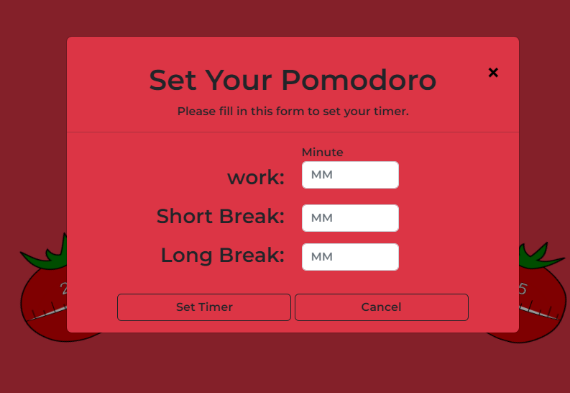 Set Your Pomodoro
×
Please fill in this form to set your timer.
Minute
work: MM
Short Break: MM
Long Break: MM
Set Timer Cancel